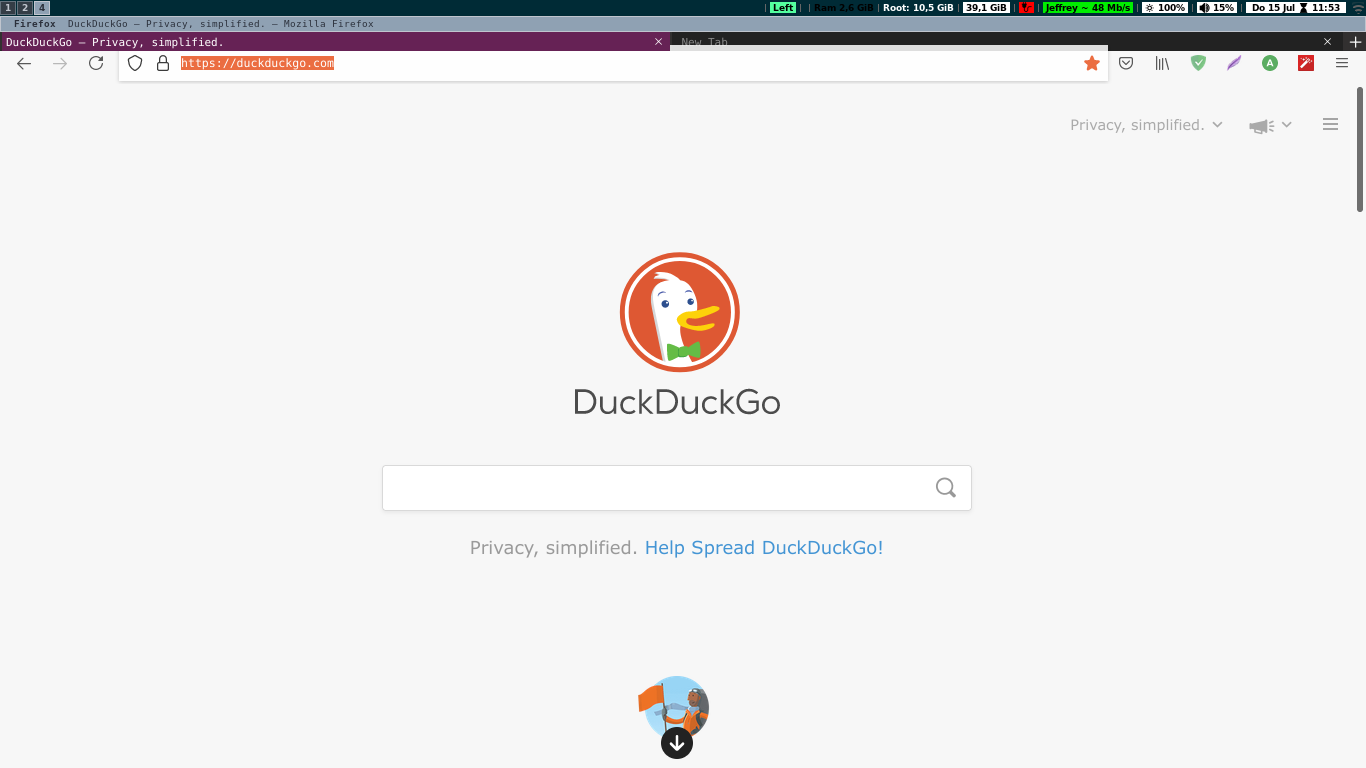 1 2 4 | Left | | Ram 2,6 GiB | Root: 10,5 GiB | 39,1 GiB | | Jeffrey ~ 48 Mb/s | 100% | 15% | Do 15 Jul 11:53
Firefox DuckDuckGo — Privacy, simplified. — Mozilla Firefox
DuckDuckGo — Privacy, simplified. New Tab
https://duckduckgo.com A
Privacy, simplified.
DuckDuckGo
Privacy, simplified. Help Spread DuckDuckGo!